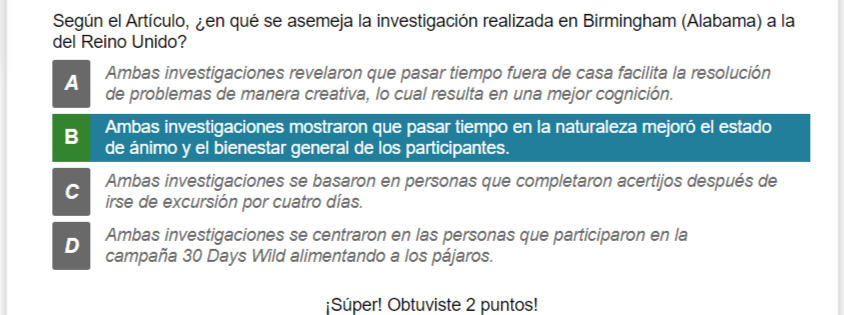 Según el Artículo, ¿en qué se asemeja la investigación realizada en Birmingham (Alabama) a la
del Reino Unido?
A
Ambas investigaciones revelaron que pasar tiempo fuera de casa facilita la resolución
de problemas de manera creativa, lo cual resulta en una mejor cognición.
B
Ambas investigaciones mostraron que pasar tiempo en la naturaleza mejoró el estado
de ánimo y el bienestar general de los participantes.
C
Ambas investigaciones se basaron en personas que completaron acertijos después de
irse de excursión por cuatro días.
D
Ambas investigaciones se centraron en las personas que participaron en la
campaña 30 Days Wild alimentando a los pájaros.
¡Súper! Obtuviste 2 puntos!